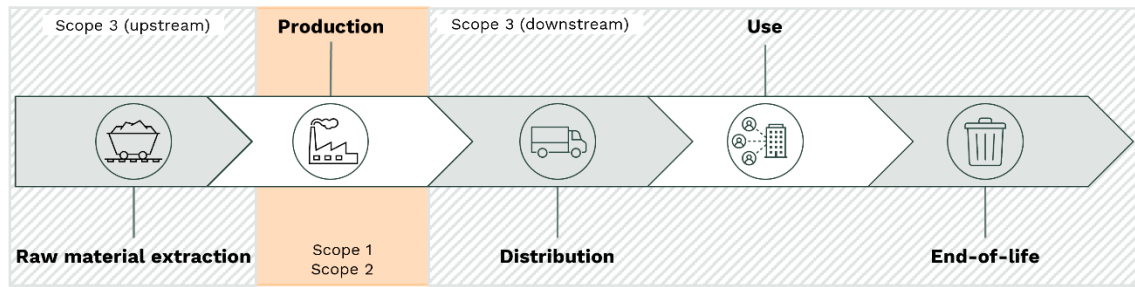 Scope 3 (upstream)
Production
Scope 3 (downstream)
Use
Raw material extraction
Scope 1
Scope 2
Distribution
End-of-life